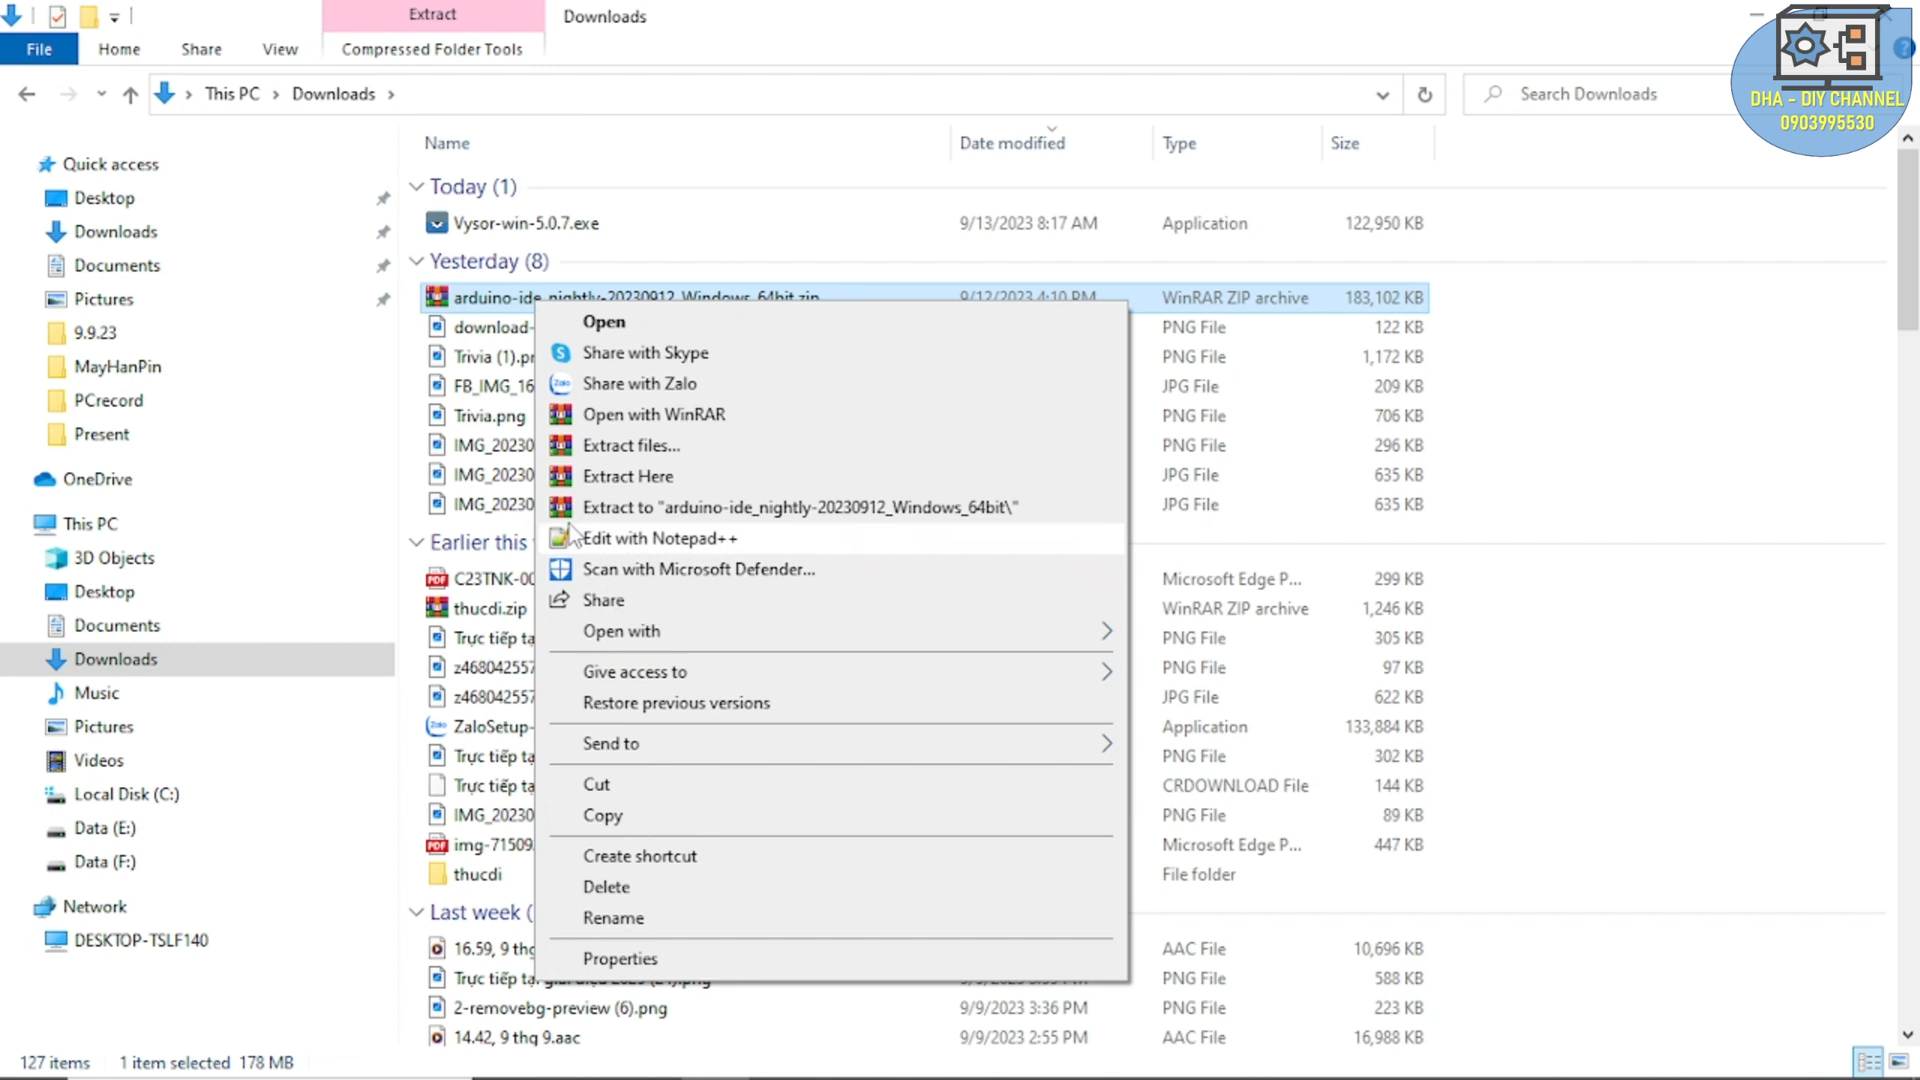 Extract
Downloads
File
Home
Share
View
Compressed Folder Tools
This PC
Downloads
Search Downloads
DHA - DIY CHANNEL
0903995530
Name
Date modified
Type
Size
Quick access
Desktop
Downloads
Documents
Pictures
9.9.23
MayHanPin
PCrecord
Present
OneDrive
This PC
3D Objects
Desktop
Documents
Downloads
Music
Pictures
Videos
Local Disk (C:)
Data (E:)
Data (F:)
Network
DESKTOP-TSLF140
Today (1)
Vysor-win-5.0.7.exe 9/13/2023 8:17 AM Application 122,950 KB
Yesterday (8)
arduino-ide_nightly-20230912_Windows_64bit.zip 9/12/2023 4:10 PM WinRAR ZIP archive 183,102 KB
download- PNG File 122 KB
Trivia (1).pr PNG File 1,172 KB
FB_IMG_16 JPG File 209 KB
Trivia.png PNG File 706 KB
IMG_20230 PNG File 296 KB
IMG_20230 JPG File 635 KB
IMG_20230 JPG File 635 KB
Earlier this
C23TNK-00 Microsoft Edge P... 299 KB
thucdi.zip WinRAR ZIP archive 1,246 KB
Trực tiếp tạ PNG File 305 KB
z468042557 PNG File 97 KB
z468042557 JPG File 622 KB
ZaloSetup- Application 133,884 KB
Trực tiếp tạ PNG File 302 KB
Trực tiếp tạ CRDOWNLOAD File 144 KB
IMG_20230 PNG File 89 KB
img-71509 Microsoft Edge P... 447 KB
thucdi File folder
Last week (
16.59, 9 thg AAC File 10,696 KB
Trực tiếp tạ PNG File 588 KB
2-removebg-preview (6).png 9/9/2023 3:36 PM PNG File 223 KB
14.42, 9 thg 9.aac 9/9/2023 2:55 PM AAC File 16,988 KB
Open
Share with Skype
Zalo Share with Zalo
Open with WinRAR
Extract files...
Extract Here
Extract to "arduino-ide_nightly-20230912_Windows_64bit\"
Edit with Notepad++
Scan with Microsoft Defender...
Share
Open with
Give access to
Restore previous versions
Send to
Cut
Copy
Create shortcut
Delete
Rename
Properties
127 items 1 item selected 178 MB